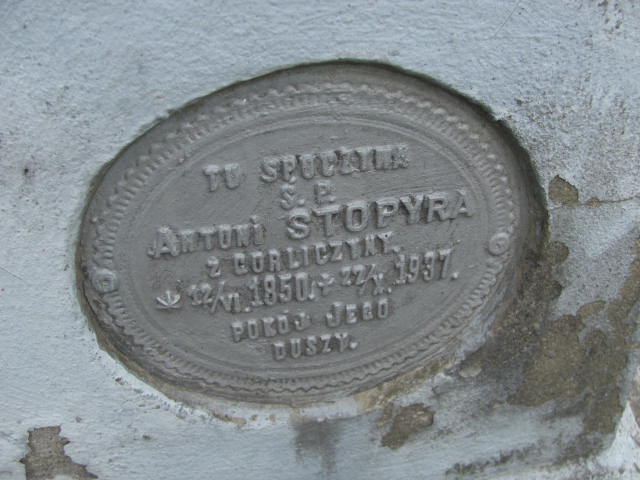 TU SPOCZYWA
Ś. P.
ANTONI STOPYRA
Z GORLICZYNY.
* 12/VI. 1850. + 22/X. 1937.
POKÓJ JEGO
DUSZY.